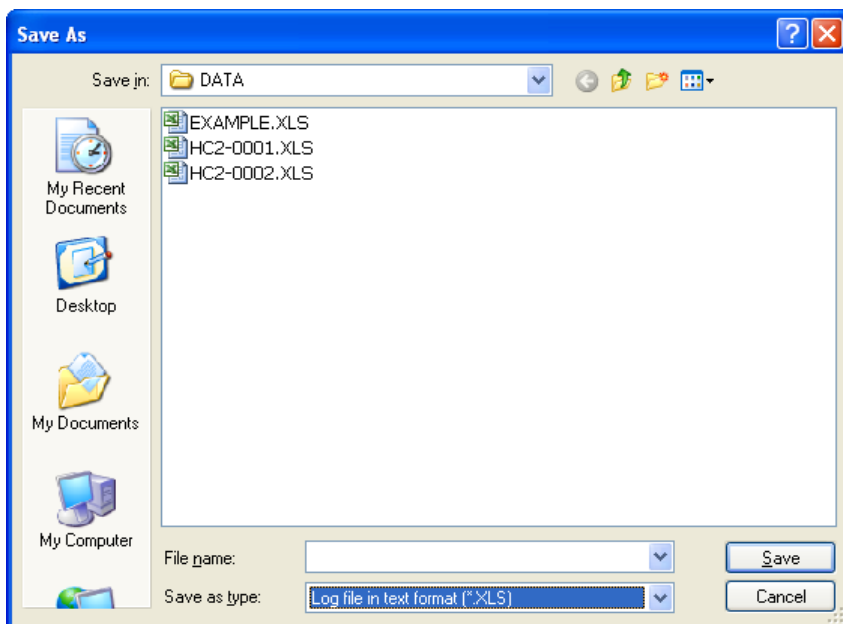 Save As
Save in: DATA
EXAMPLE.XLS
HC2-0001.XLS
HC2-0002.XLS
My Recent
Documents
Desktop
My Documents
My Computer
File name:
Save
Save as type: Log file in text format (*.XLS)
Cancel